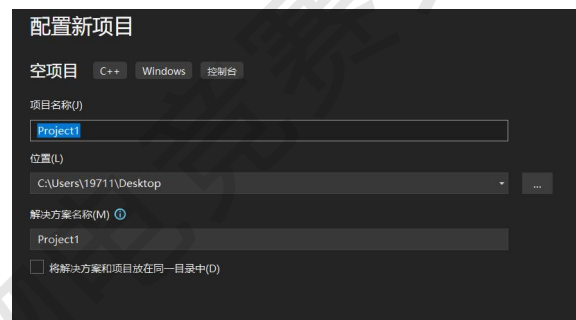 配置新项目
空项目 C++ Windows 控制台
项目名称(J)
Project1
位置(L)
C:\Users\19711\Desktop
...
解决方案名称(M)
Project1
将解决方案和项目放在同一目录中(D)